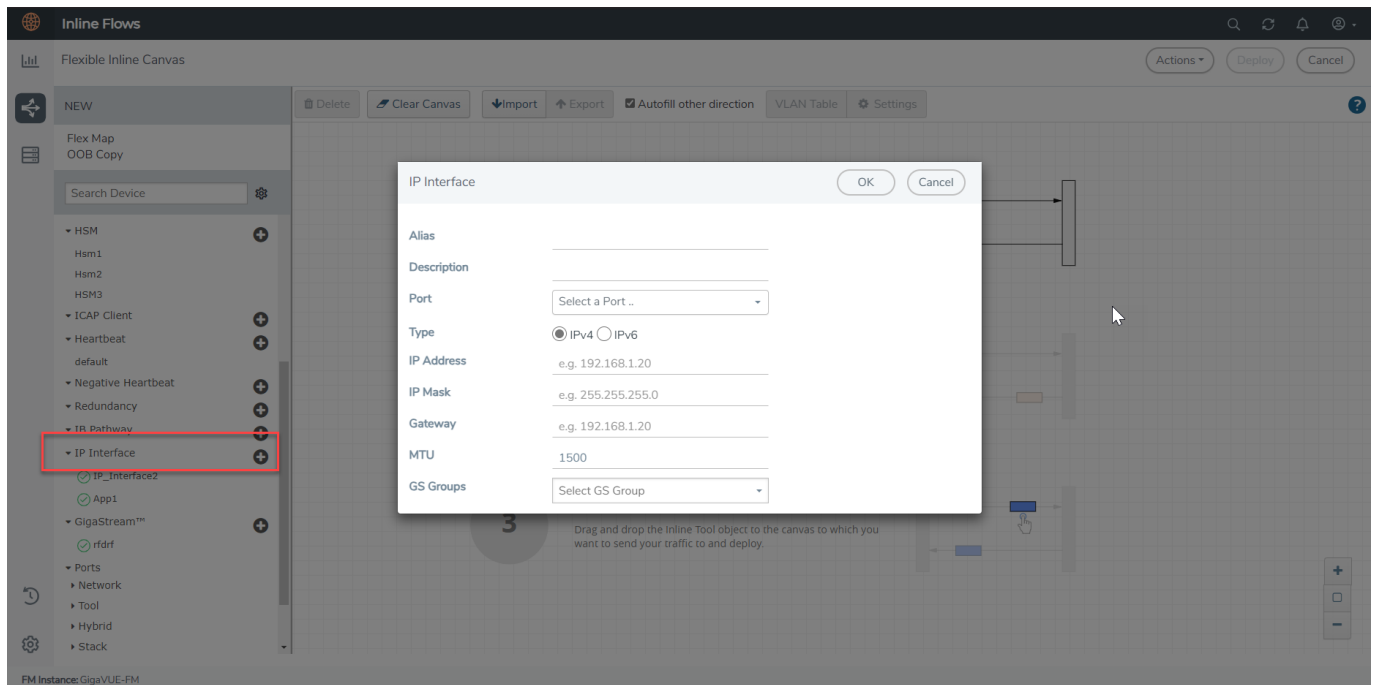 Inline Flows
Flexible Inline Canvas
Actions
Deploy
Cancel
NEW
Delete
Clear Canvas
Import
Export
Autofill other direction
VLAN Table
Settings
?
Flex Map
OOB Copy
Search Device
HSM
Hsm1
Hsm2
HSM3
ICAP Client
Heartbeat
default
Negative Heartbeat
Redundancy
IB Pathway
IP Interface
IP_Interface2
App1
GigaStream™
rfdrf
Ports
Network
Tool
Hybrid
Stack
IP Interface
OK
Cancel
Alias
Description
Port
Select a Port ..
Type
IPv4
IPv6
IP Address
e.g. 192.168.1.20
IP Mask
e.g. 255.255.255.0
Gateway
e.g. 192.168.1.20
MTU
1500
GS Groups
Select GS Group
3
Drag and drop the Inline Tool object to the canvas to which you
want to send your traffic to and deploy.
FM Instance: GigaVUE-FM